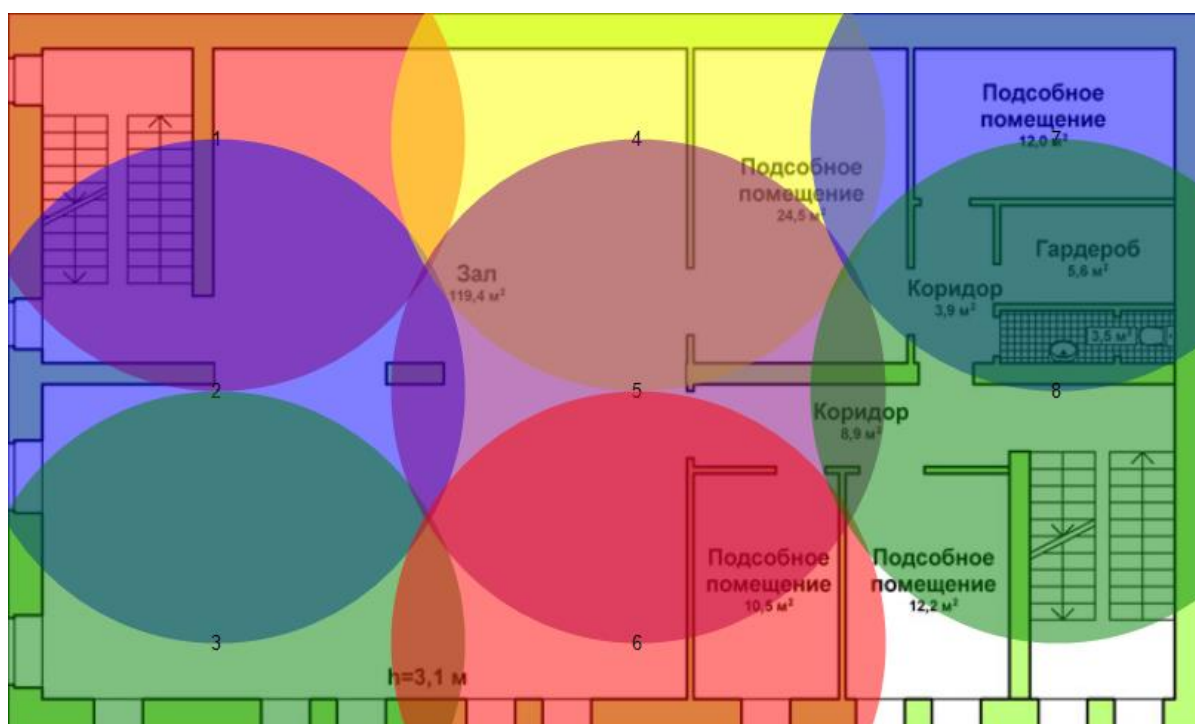 Подсобное
помещение
12,0 м²
1
4
7
Подсобное
помещение
24,5 м²
Гардероб
5,6 м²
Зал
119,4 м²
Коридор
3,9 м²
3,5 м²
2
5
8
Коридор
8,9 м²
Подсобное
помещение
10,5 м²
Подсобное
помещение
12,2 м²
3
6
h=3,1 м